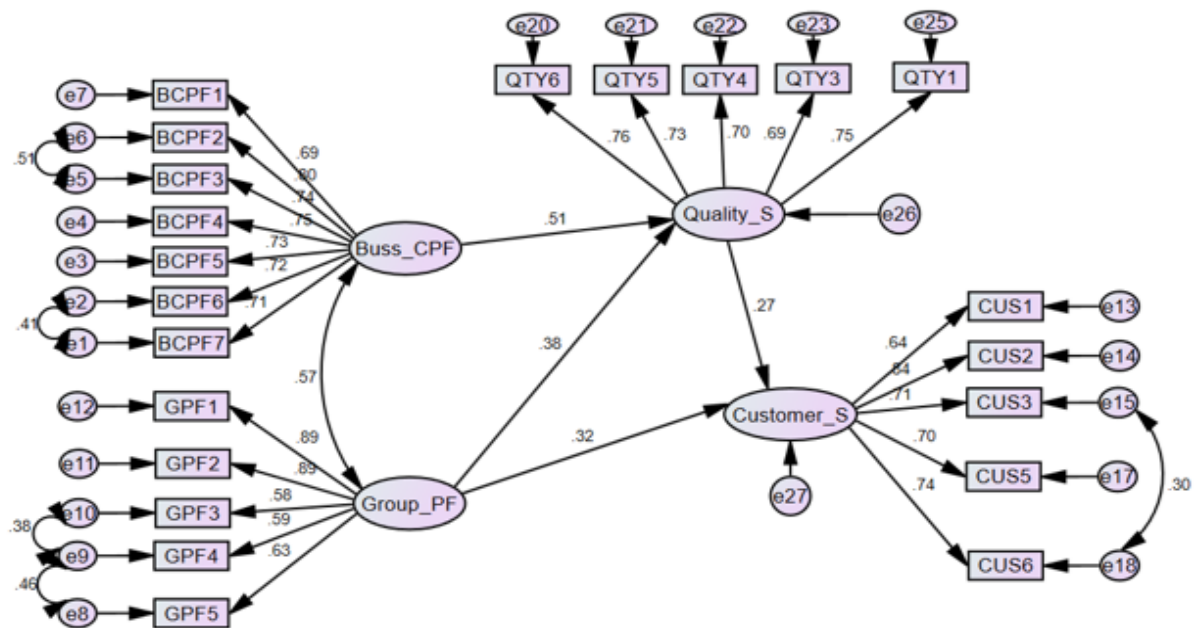 e20
e21
e22
e23
e25
QTY6
QTY5
QTY4
QTY3
QTY1
.76
.73
.70
.69
.75
e7
BCPF1
e6
BCPF2
.51
e5
BCPF3
e4
BCPF4
e3
BCPF5
e2
BCPF6
.41
e1
BCPF7
.69
.80
.74
.75
.73
.72
.71
Buss_CPF
.51
Quality_S
e26
.57
.38
.27
e12
GPF1
e11
GPF2
e10
GPF3
.38
e9
GPF4
.46
e8
GPF5
.89
.89
.58
.59
.63
Group_PF
.32
Customer_S
e27
.64
.84
.71
.70
.74
CUS1
e13
CUS2
e14
CUS3
e15
CUS5
e17
.30
CUS6
e18